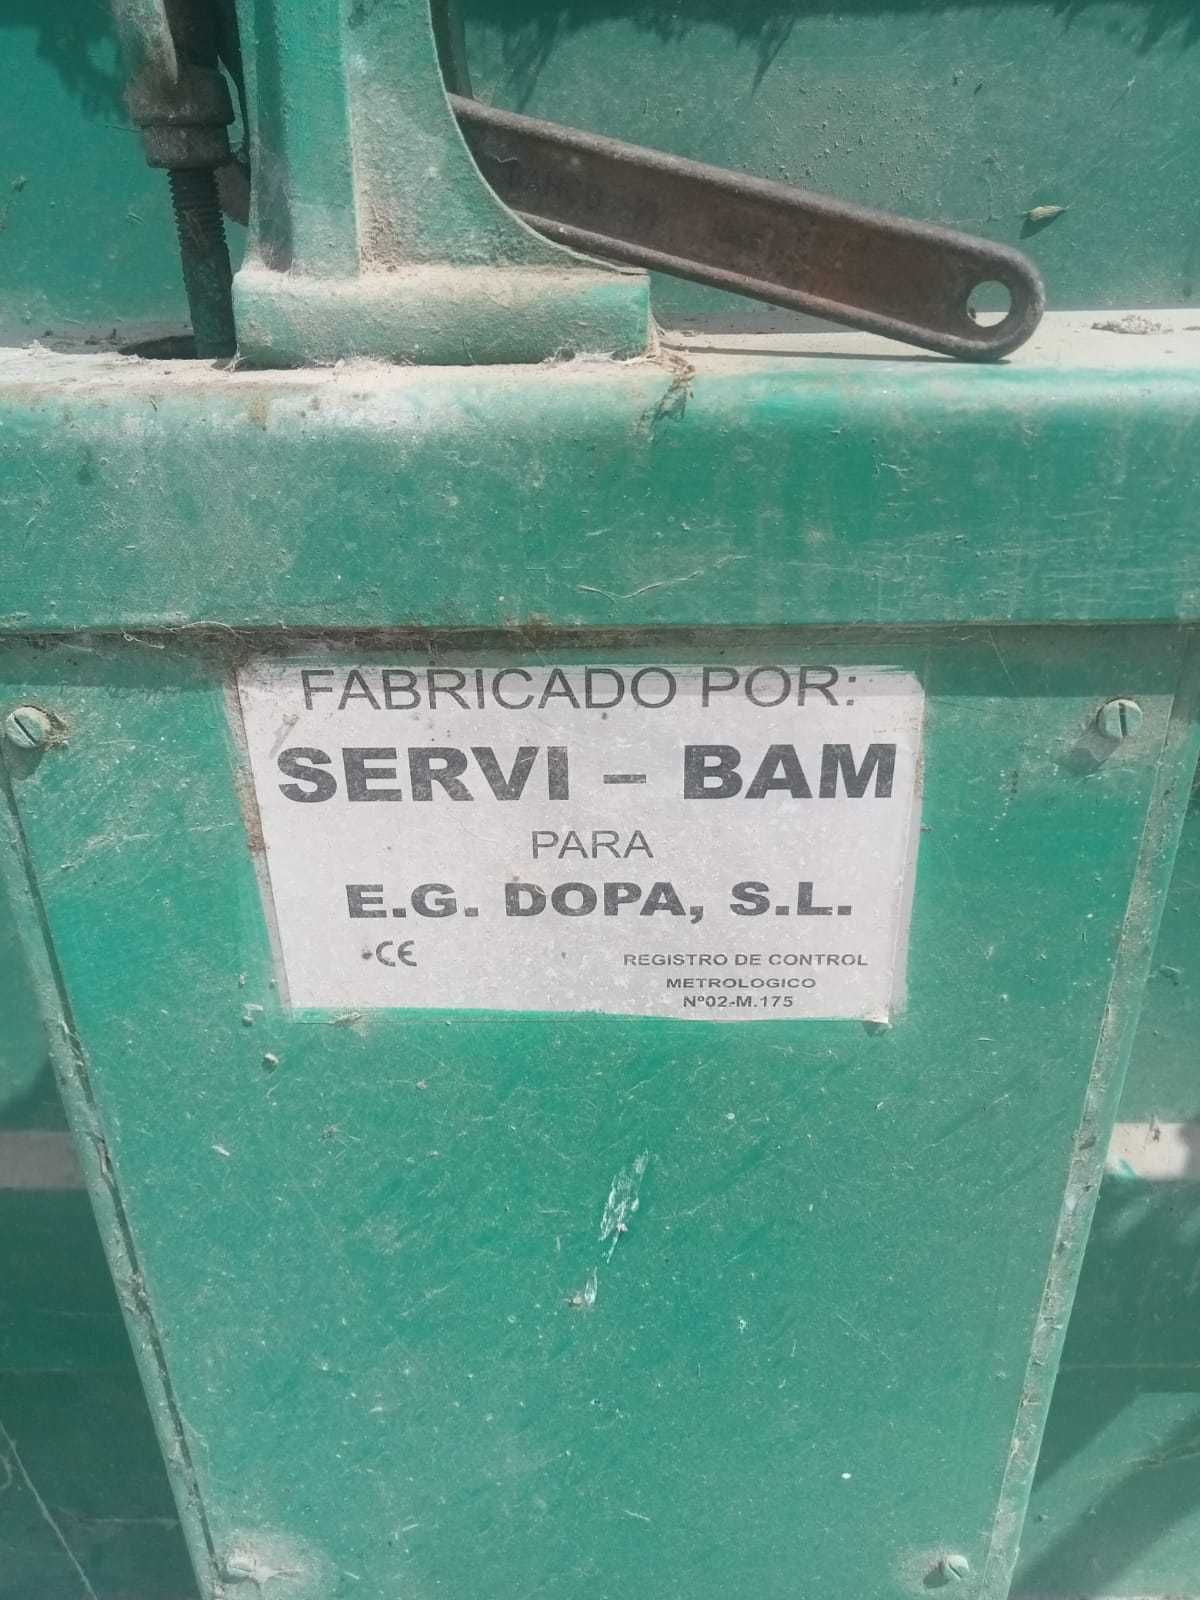 FABRICADO POR:
SERVI – BAM
PARA
E.G. DOPA, S.L.
CE
REGISTRO DE CONTROL
METROLOGICO
Nº02-M.175